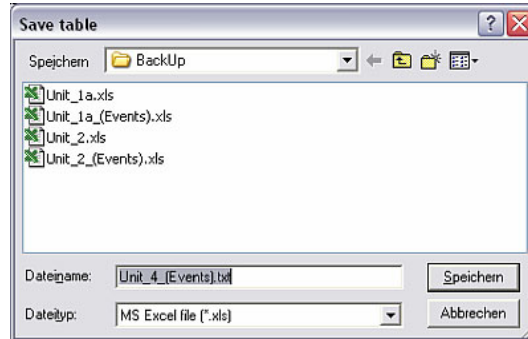 Save table
Speichern BackUp
Unit_1a.xls
Unit_1a_(Events).xls
Unit_2.xls
Unit_2_(Events).xls
Dateiname: Unit_4_(Events).txt Speichern
Dateityp: MS Excel file (*.xls) Abbrechen